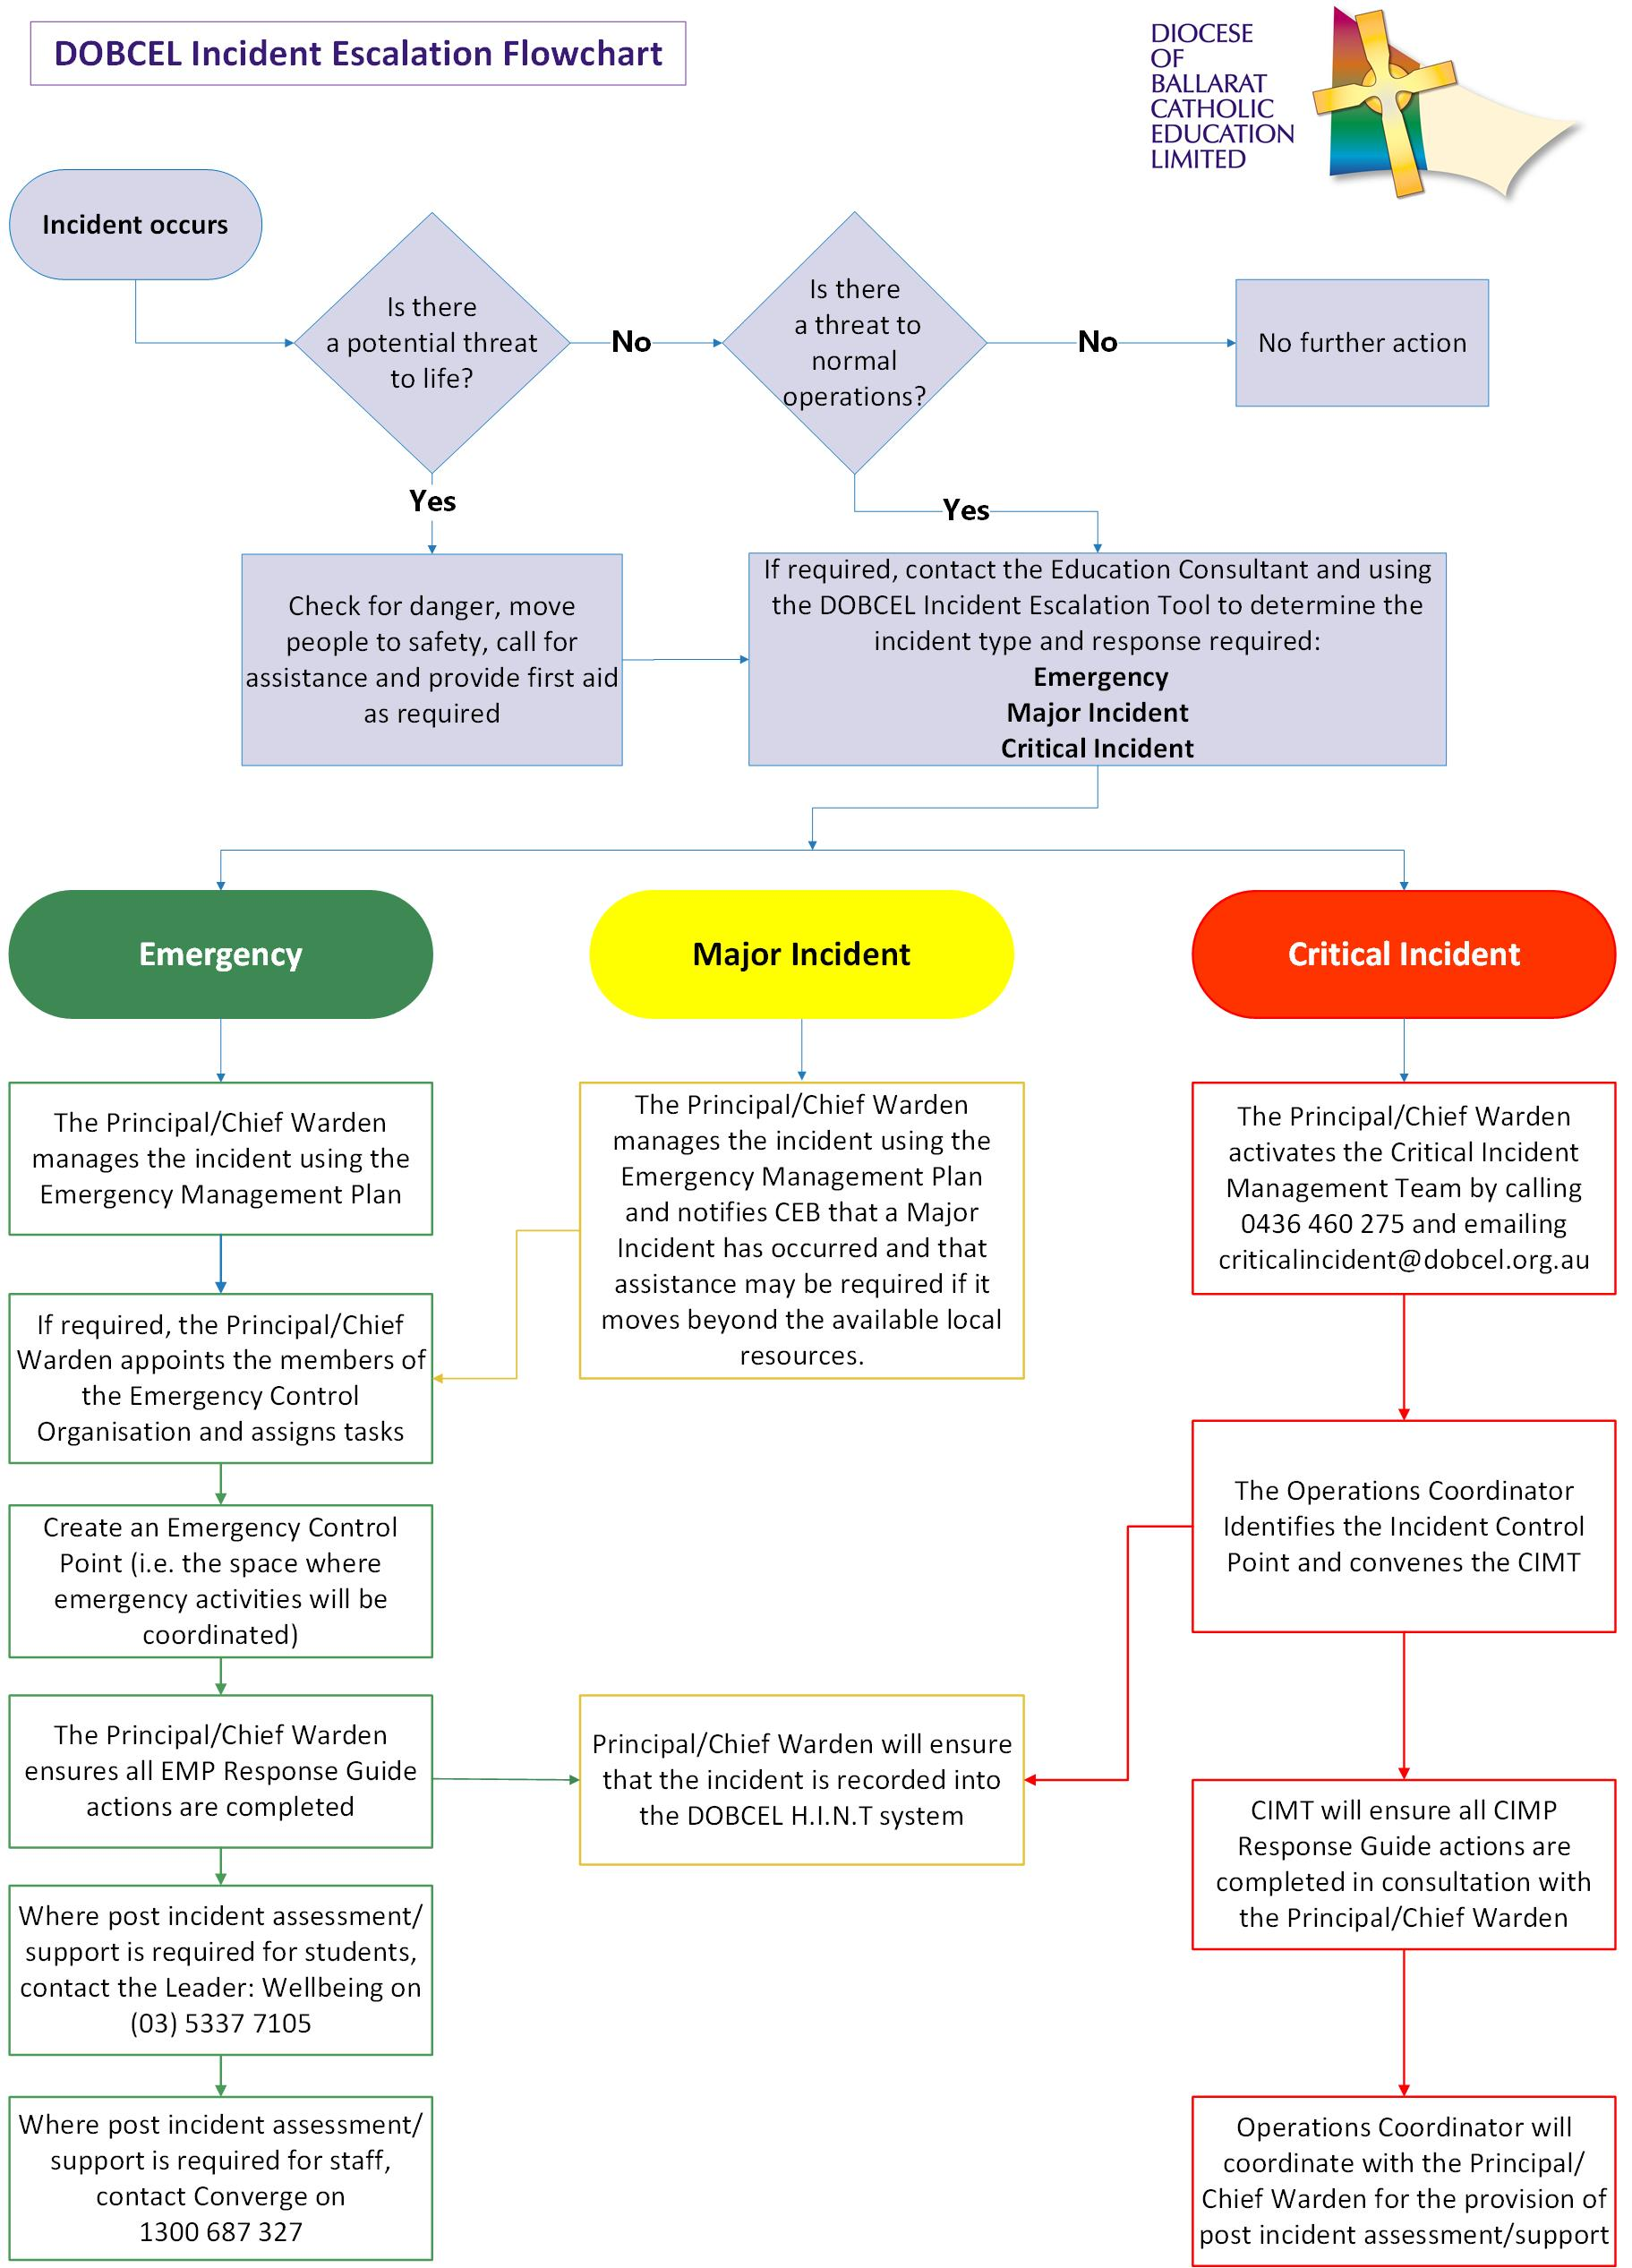 DOBCEL Incident Escalation Flowchart
DIOCESE
OF
BALLARAT
CATHOLIC
EDUCATION
LIMITED
Incident occurs
Is there
a potential threat
to life?
No
Is there
a threat to
normal
operations?
No
No further action
Yes
Yes
Check for danger, move
people to safety, call for
assistance and provide first aid
as required
If required, contact the Education Consultant and using
the DOBCEL Incident Escalation Tool to determine the
incident type and response required:
Emergency
Major Incident
Critical Incident
Emergency
Major Incident
Critical Incident
The Principal/Chief Warden
manages the incident using the
Emergency Management Plan
The Principal/Chief Warden
manages the incident using the
Emergency Management Plan
and notifies CEB that a Major
Incident has occurred and that
assistance may be required if it
moves beyond the available local
resources.
The Principal/Chief Warden
activates the Critical Incident
Management Team by calling
0436 460 275 and emailing
criticalincident@dobcel.org.au
If required, the Principal/Chief
Warden appoints the members of
the Emergency Control
Organisation and assigns tasks
The Operations Coordinator
Identifies the Incident Control
Point and convenes the CIMT
Create an Emergency Control
Point (i.e. the space where
emergency activities will be
coordinated)
The Principal/Chief Warden
ensures all EMP Response Guide
actions are completed
Principal/Chief Warden will ensure
that the incident is recorded into
the DOBCEL H.I.N.T system
CIMT will ensure all CIMP
Response Guide actions are
completed in consultation with
the Principal/Chief Warden
Where post incident assessment/
support is required for students,
contact the Leader: Wellbeing on
(03) 5337 7105
Where post incident assessment/
support is required for staff,
contact Converge on
1300 687 327
Operations Coordinator will
coordinate with the Principal/
Chief Warden for the provision of
post incident assessment/support